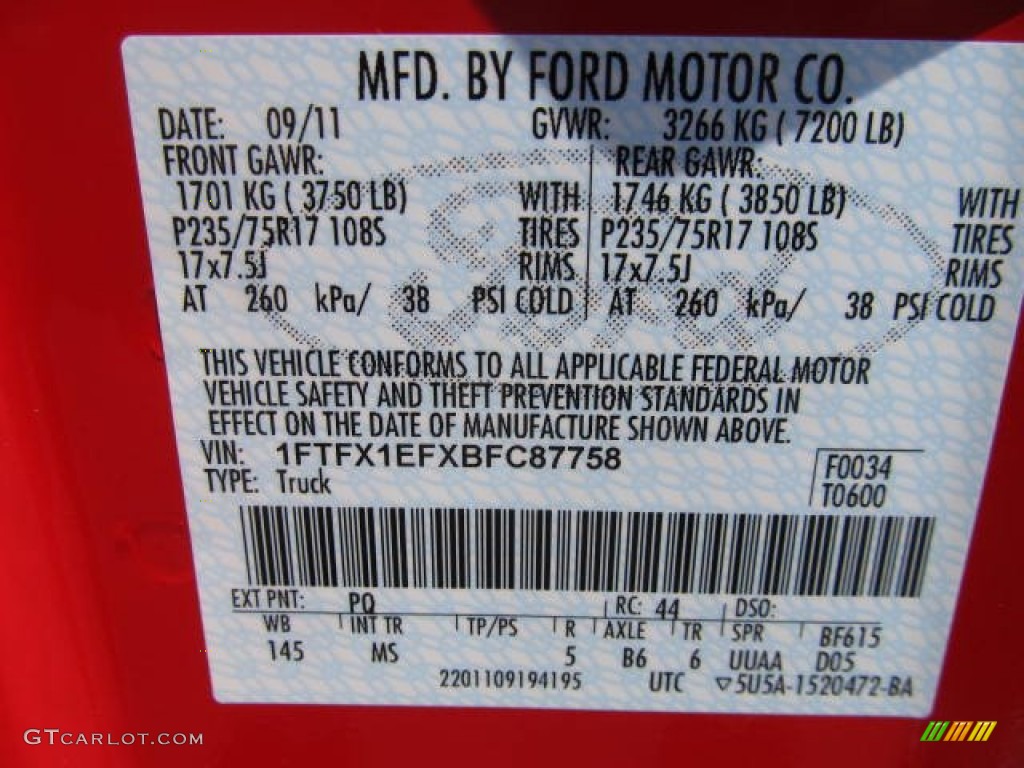 MFD. BY FORD MOTOR CO.
DATE: 09/11 GVWR: 3266 KG ( 7200 LB)
FRONT GAWR: REAR GAWR:
1701 KG ( 3750 LB) WITH 1746 KG ( 3850 LB) WITH
P235/75R17 108S TIRES P235/75R17 108S TIRES
17x7.5J RIMS 17x7.5J RIMS
AT 260 kPa/ 38 PSI COLD AT 260 kPa/ 38 PSI COLD
THIS VEHICLE CONFORMS TO ALL APPLICABLE FEDERAL MOTOR
VEHICLE SAFETY AND THEFT PREVENTION STANDARDS IN
EFFECT ON THE DATE OF MANUFACTURE SHOWN ABOVE.
VIN: 1FTFX1EFXBFC87758 F0034
TYPE: Truck T0600
EXT PNT: PQ RC: 44 DSO:
WB INT TR TP/PS R AXLE TR SPR BF615
145 MS 5 B6 6 UUAA D05
2201109194195 UTC ▽5U5A-1520472-BA
GTCARLOT.COM